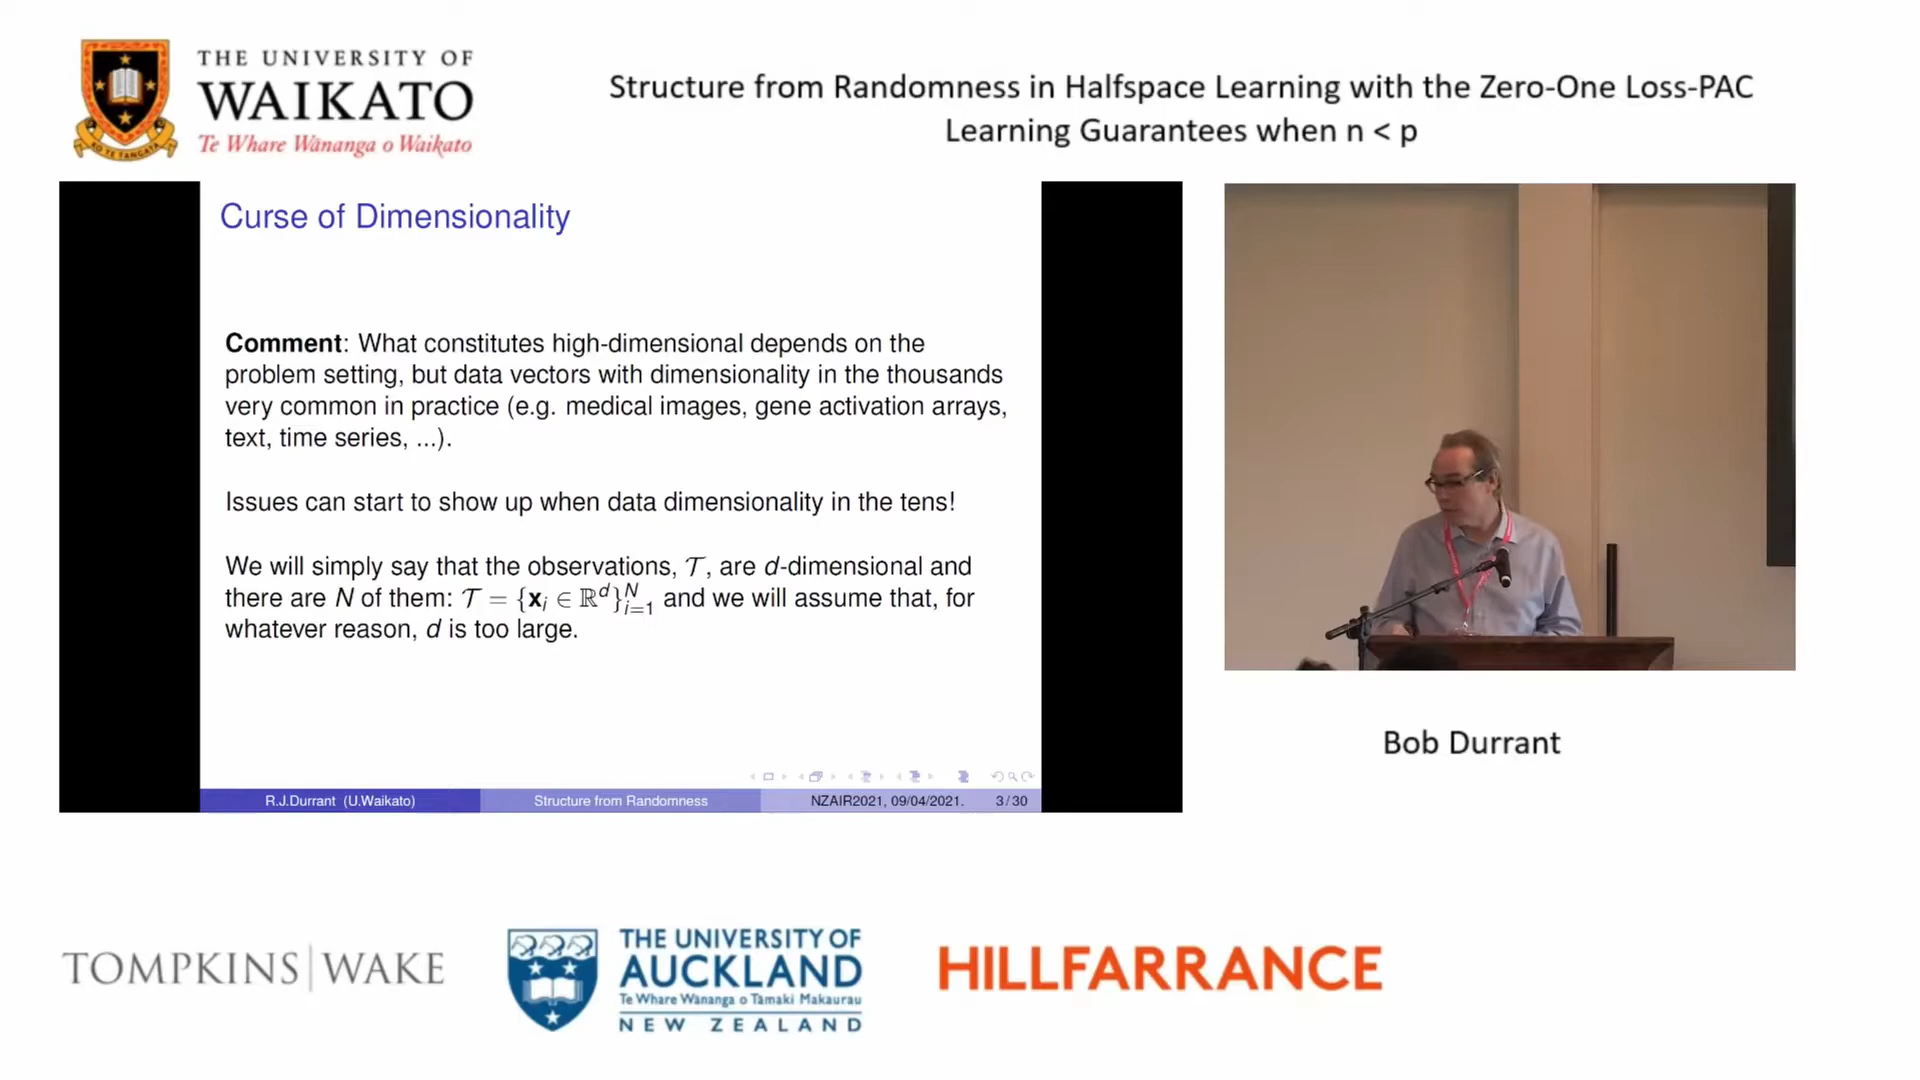 THE UNIVERSITY OF
WAIKATO
Te Whare Wānanga o Waikato
KO TE TANGATA
Structure from Randomness in Halfspace Learning with the Zero-One Loss-PAC
Learning Guarantees when n < p
Curse of Dimensionality
Comment: What constitutes high-dimensional depends on the
problem setting, but data vectors with dimensionality in the thousands
very common in practice (e.g. medical images, gene activation arrays,
text, time series, ...).
Issues can start to show up when data dimensionality in the tens!
We will simply say that the observations, 𝒯, are d-dimensional and
there are N of them: 𝒯 = {𝐱ᵢ ∈ ℝᵈ}ᵢ₌₁ᴺ and we will assume that, for
whatever reason, d is too large.
R.J.Durrant (U.Waikato) Structure from Randomness NZAIR2021, 09/04/2021. 3 / 30
Bob Durrant
TOMPKINS|WAKE
THE UNIVERSITY OF
AUCKLAND
Te Whare Wānanga o Tāmaki Makaurau
NEW ZEALAND
HILLFARRANCE